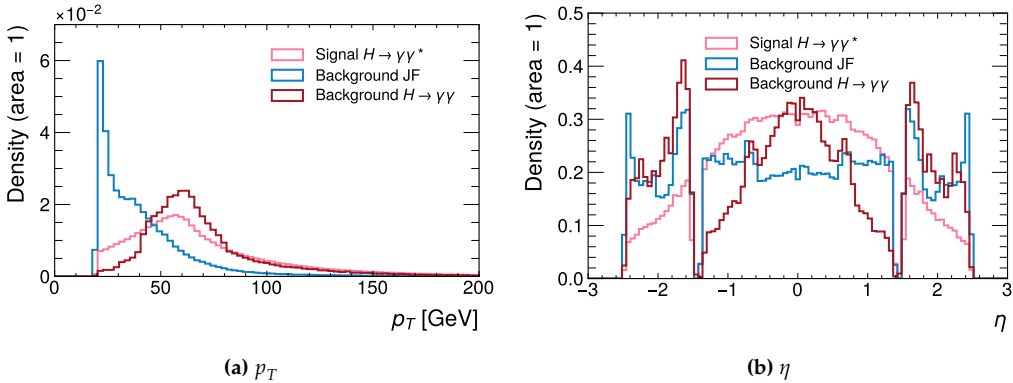 ×10⁻²
Density (area = 1)
6
4
2
0
Signal H → γγ*
Background JF
Background H → γγ
0 50 100 150 200
p_T [GeV]
(a) p_T
Density (area = 1)
0.5
0.4
0.3
0.2
0.1
0.0
Signal H → γγ*
Background JF
Background H → γγ
−3 −2 −1 0 1 2 3
η
(b) η